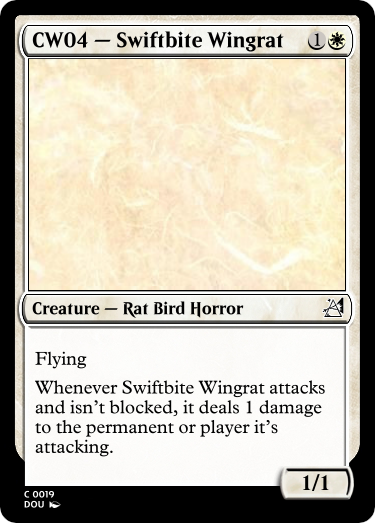 CW04 — Swiftbite Wingrat 1
Creature — Rat Bird Horror
Flying
Whenever Swiftbite Wingrat attacks
and isn't blocked, it deals 1 damage
to the permanent or player it's
attacking.
1/1
C 0019
DOU